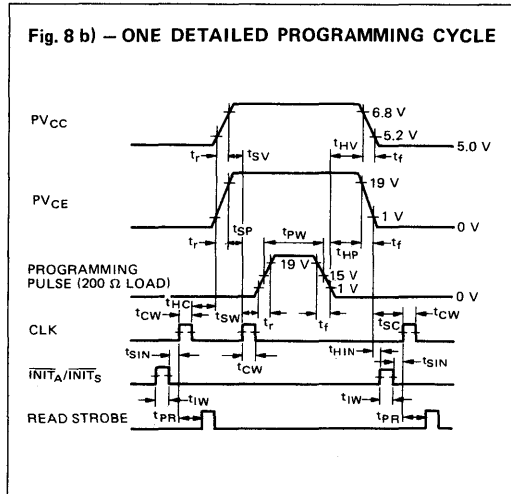 Fig. 8 b) — ONE DETAILED PROGRAMMING CYCLE
PVCC
6.8 V
5.2 V
5.0 V
tr
tSV
tHV
tf
PVCE
19 V
1 V
0 V
tr
tSP
tPW
tHP
tf
PROGRAMMING
PULSE (200 Ω LOAD)
19 V
15 V
1 V
0 V
tHC
tCW
tSW
tr
tf
tSC
tCW
CLK
tSIN
tCW
tHIN
tSIN
INITA/INITS
tIW
tIW
tPR
tPR
READ STROBE